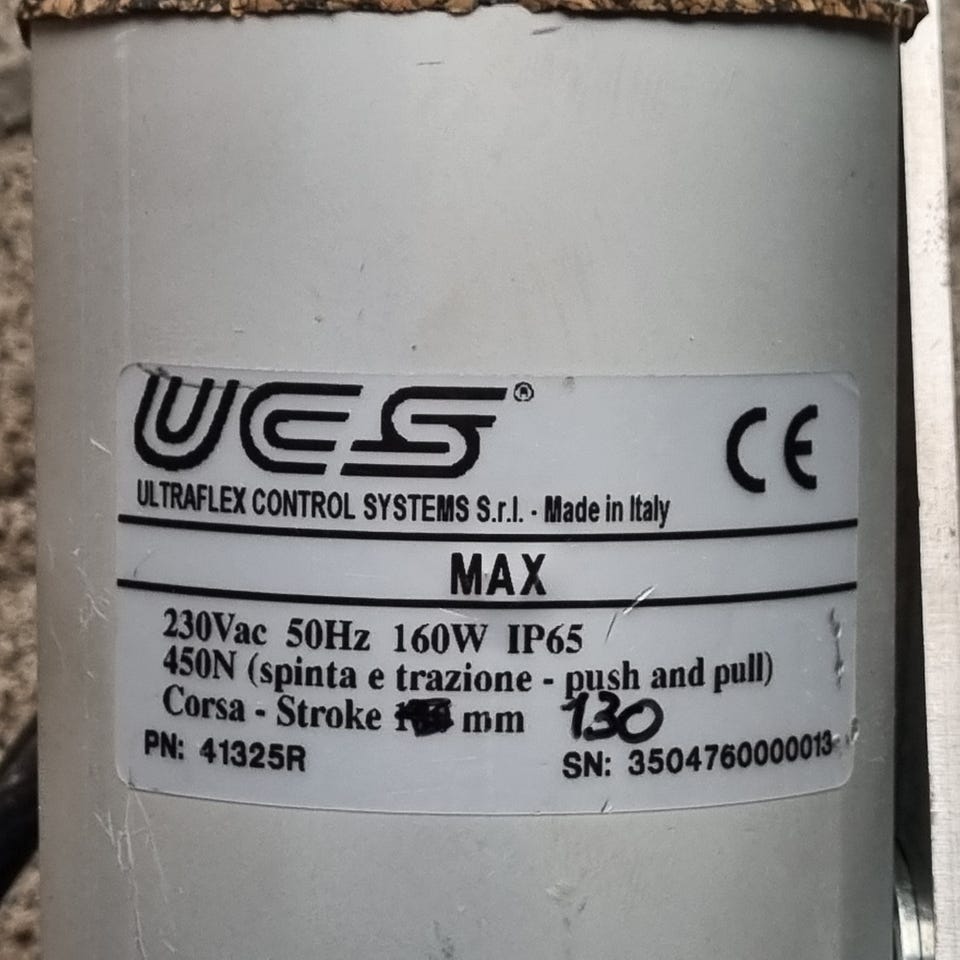 UCS®
CE
ULTRAFLEX CONTROL SYSTEMS S.r.l. - Made in Italy
MAX
230Vac 50Hz 160W IP65
450N (spinta e trazione - push and pull)
Corsa - Stroke mm 130
PN: 41325R SN: 3504760000013